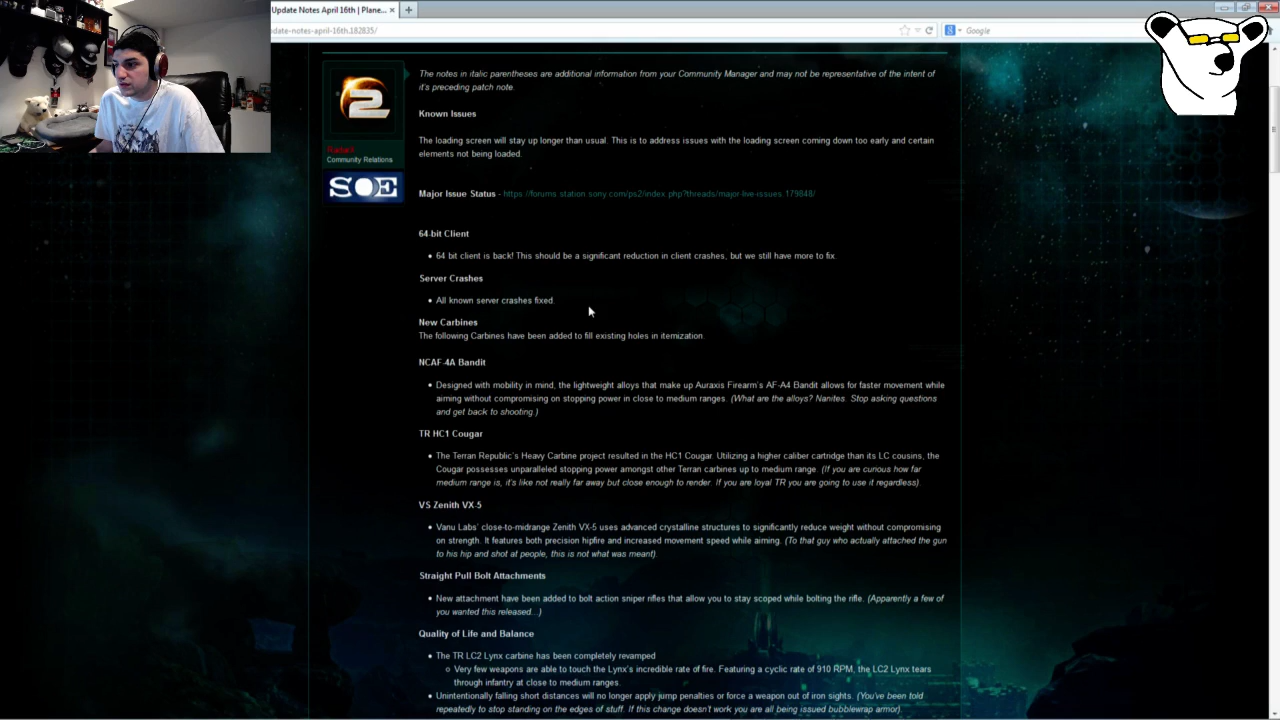 Update Notes April 16th | Plane... ×
date-notes-april-16th.182835/
Google
The notes in italic parentheses are additional information from your Community Manager and may not be representative of the intent of
it's preceding patch note.
2
Known Issues
Community Relations
The loading screen will stay up longer than usual. This is to address issues with the loading screen coming down too early and certain
elements not being loaded.
SOE
Major Issue Status - https://forums.station.sony.com/ps2/index.php?threads/major-live-issues.179848/
64-bit Client
• 64 bit client is back! This should be a significant reduction in client crashes, but we still have more to fix.
Server Crashes
• All known server crashes fixed.
New Carbines
The following Carbines have been added to fill existing holes in itemization.
NCAF-4A Bandit
• Designed with mobility in mind, the lightweight alloys that make up Auraxis Firearm's AF-A4 Bandit allows for faster movement while
aiming without compromising on stopping power in close to medium ranges. (What are the alloys? Nanites. Stop asking questions
and get back to shooting.)
TR HC1 Cougar
• The Terran Republic's Heavy Carbine project resulted in the HC1 Cougar. Utilizing a higher caliber cartridge than its LC cousins, the
Cougar possesses unparalleled stopping power amongst other Terran carbines up to medium range. (If you are curious how far
medium range is, it's like not really far away but close enough to render. If you are loyal TR you are going to use it regardless).
VS Zenith VX-5
• Vanu Labs' close-to-midrange Zenith VX-5 uses advanced crystalline structures to significantly reduce weight without compromising
on strength. It features both precision hipfire and increased movement speed while aiming. (To that guy who actually attached the gun
to his hip and shot at people, this is not what was meant).
Straight Pull Bolt Attachments
• New attachment have been added to bolt action sniper rifles that allow you to stay scoped while bolting the rifle. (Apparently a few of
you wanted this released...)
Quality of Life and Balance
• The TR LC2 Lynx carbine has been completely revamped
o Very few weapons are able to touch the Lynx's incredible rate of fire. Featuring a cyclic rate of 910 RPM, the LC2 Lynx tears
through infantry at close to medium ranges.
• Unintentionally falling short distances will no longer apply jump penalties or force a weapon out of iron sights. (You've been told
repeatedly to stop standing on the edges of stuff. If this change doesn't work you are all being issued bubblewrap armor).